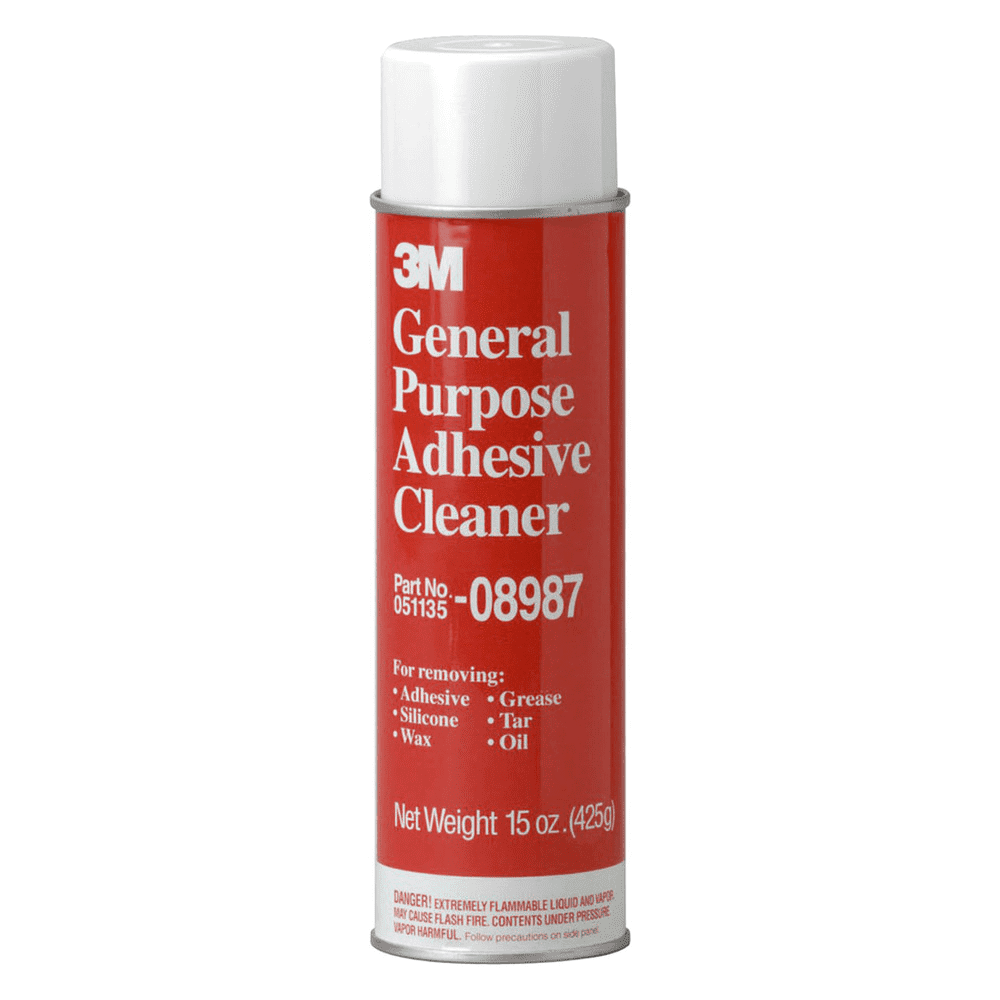 3M
General
Purpose
Adhesive
Cleaner
Part No.
051135-08987
For removing:
• Adhesive • Grease
• Silicone • Tar
• Wax • Oil
Net Weight 15 oz. (425g)
DANGER! EXTREMELY FLAMMABLE LIQUID AND VAPOR.
MAY CAUSE FLASH FIRE. CONTENTS UNDER PRESSURE
VAPOR HARMFUL. Follow precautions on side panel.